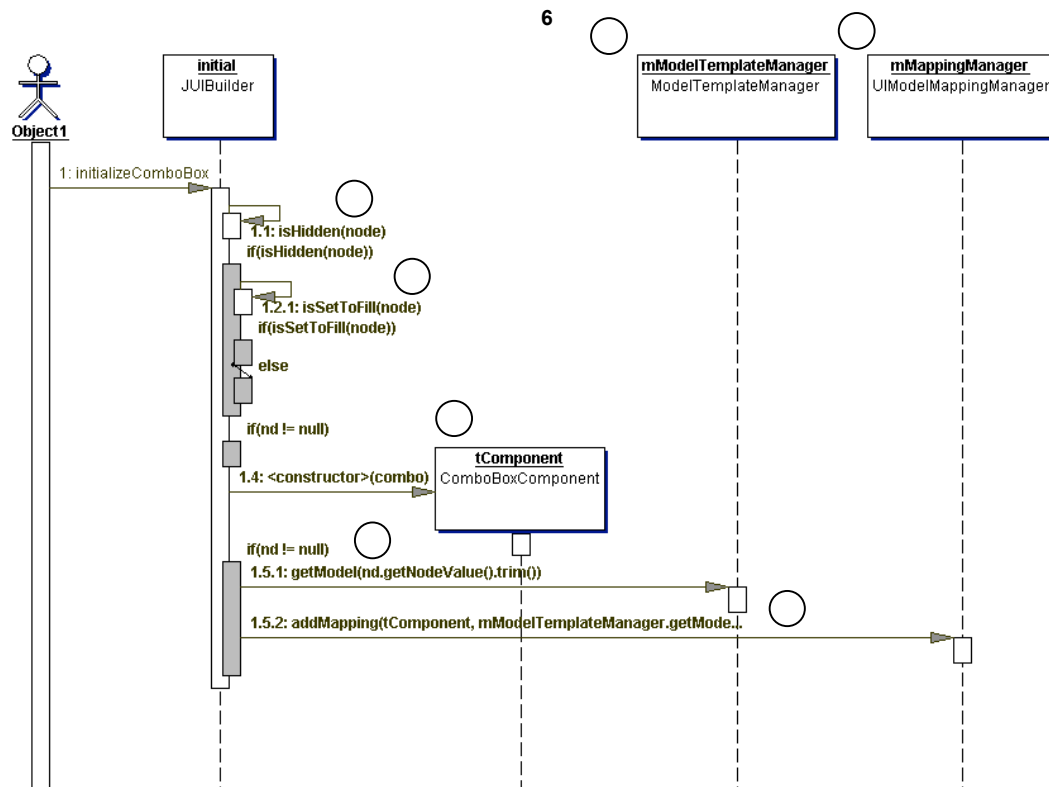 6
initial
JUIBuilder
mModelTemplateManager
ModelTemplateManager
mMappingManager
UIModelMappingManager
Object1
1: initializeComboBox
1.1: isHidden(node)
if(isHidden(node))
1.2.1: isSetToFill(node)
if(isSetToFill(node))
else
if(nd != null)
tComponent
ComboBoxComponent
1.4: <constructor>(combo)
if(nd != null)
1.5.1: getModel(nd.getNodeValue().trim())
1.5.2: addMapping(tComponent, mModelTemplateManager.getMode...